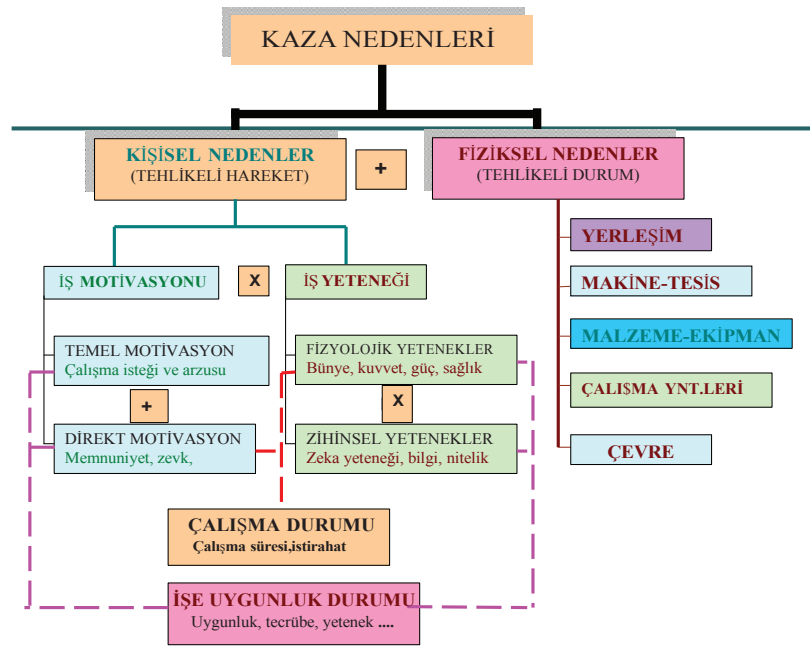 KAZA NEDENLERİ
KİŞİSEL NEDENLER
(TEHLİKELİ HAREKET)
+
FİZİKSEL NEDENLER
(TEHLİKELİ DURUM)
YERLEŞİM
İŞ MOTİVASYONU
X
İŞ YETENEĞİ
MAKİNE-TESİS
MALZEME-EKİPMAN
TEMEL MOTİVASYON
Çalışma isteği ve arzusu
FİZYOLOJİK YETENEKLER
Bünye, kuvvet, güç, sağlık
ÇALIŞMA YNT.LERİ
+
X
DİREKT MOTİVASYON
Memnuniyet, zevk,
ZİHİNSEL YETENEKLER
Zeka yeteneği, bilgi, nitelik
ÇEVRE
ÇALIŞMA DURUMU
Çalışma süresi,istirahat
İŞE UYGUNLUK DURUMU
Uygunluk, tecrübe, yetenek ....